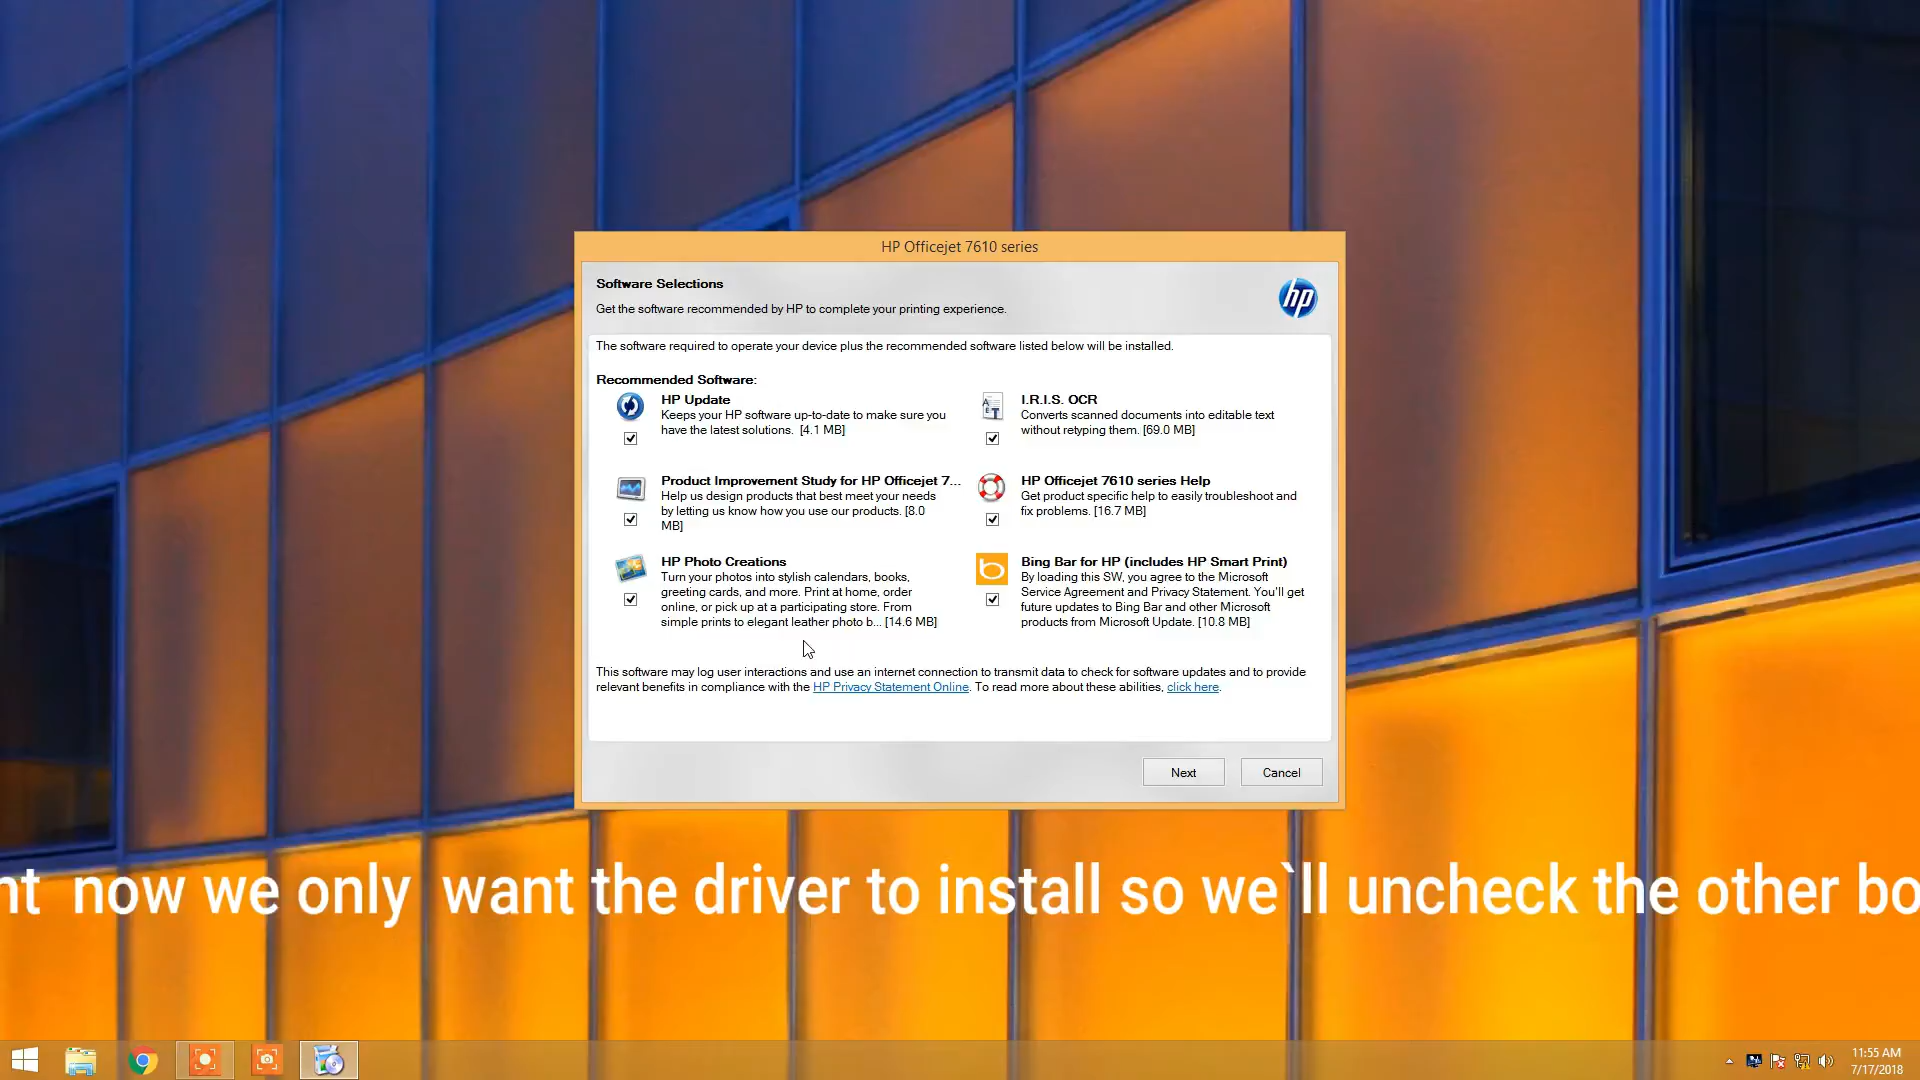 HP Officejet 7610 series
Software Selections
Get the software recommended by HP to complete your printing experience.
hp
The software required to operate your device plus the recommended software listed below will be installed.
Recommended Software:
HP Update
Keeps your HP software up-to-date to make sure you
have the latest solutions.  [4.1 MB]
I.R.I.S. OCR
Converts scanned documents into editable text
without retyping them. [69.0 MB]
Product Improvement Study for HP Officejet 7...
Help us design products that best meet your needs
by letting us know how you use our products. [8.0
MB]
HP Officejet 7610 series Help
Get product specific help to easily troubleshoot and
fix problems. [16.7 MB]
HP Photo Creations
Turn your photos into stylish calendars, books,
greeting cards, and more. Print at home, order
online, or pick up at a participating store. From
simple prints to elegant leather photo b... [14.6 MB]
b
Bing Bar for HP (includes HP Smart Print)
By loading this SW, you agree to the Microsoft
Service Agreement and Privacy Statement. You'll get
future updates to Bing Bar and other Microsoft
products from Microsoft Update. [10.8 MB]
This software may log user interactions and use an internet connection to transmit data to check for software updates and to provide
relevant benefits in compliance with the HP Privacy Statement Online. To read more about these abilities, click here.
Next
Cancel
nt  now we only  want the driver to install so we`ll uncheck the other bo
11:55 AM
7/17/2018